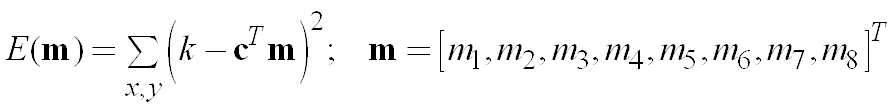 E(m) = ∑_{x,y} (k − c^T m)^2 ;   m = [m_1, m_2, m_3, m_4, m_5, m_6, m_7, m_8]^T